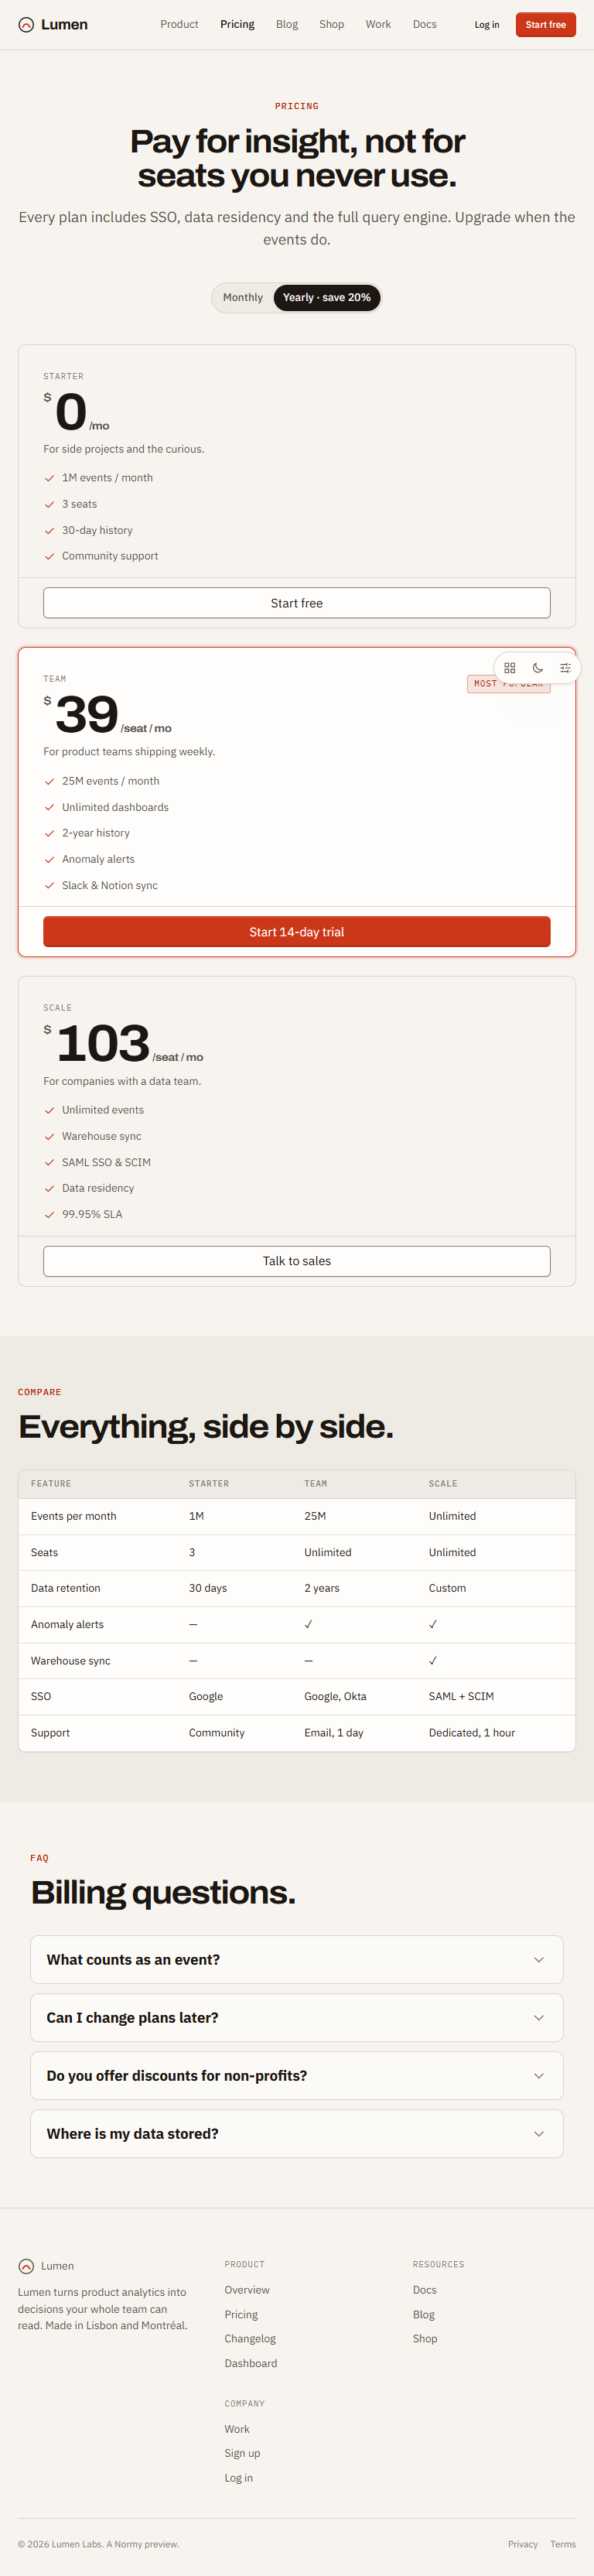 Lumen
Product
Pricing
Blog
Shop
Work
Docs
Log in
Start free
PRICING
Pay for insight, not for
seats you never use.
Every plan includes SSO, data residency and the full query engine. Upgrade when the
events do.
Monthly
Yearly · save 20%
STARTER
$ 0 /mo
For side projects and the curious.
1M events / month
3 seats
30-day history
Community support
Start free
TEAM
MOST POPULAR
$ 39 /seat / mo
For product teams shipping weekly.
25M events / month
Unlimited dashboards
2-year history
Anomaly alerts
Slack & Notion sync
Start 14-day trial
SCALE
$ 103 /seat / mo
For companies with a data team.
Unlimited events
Warehouse sync
SAML SSO & SCIM
Data residency
99.95% SLA
Talk to sales
COMPARE
Everything, side by side.
FEATURE STARTER TEAM SCALE
Events per month 1M 25M Unlimited
Seats 3 Unlimited Unlimited
Data retention 30 days 2 years Custom
Anomaly alerts — ✓ ✓
Warehouse sync — — ✓
SSO Google Google, Okta SAML + SCIM
Support Community Email, 1 day Dedicated, 1 hour
FAQ
Billing questions.
What counts as an event?
Can I change plans later?
Do you offer discounts for non-profits?
Where is my data stored?
Lumen
Lumen turns product analytics into
decisions your whole team can
read. Made in Lisbon and Montréal.
PRODUCT
Overview
Pricing
Changelog
Dashboard
RESOURCES
Docs
Blog
Shop
COMPANY
Work
Sign up
Log in
© 2026 Lumen Labs. A Normy preview.
Privacy
Terms